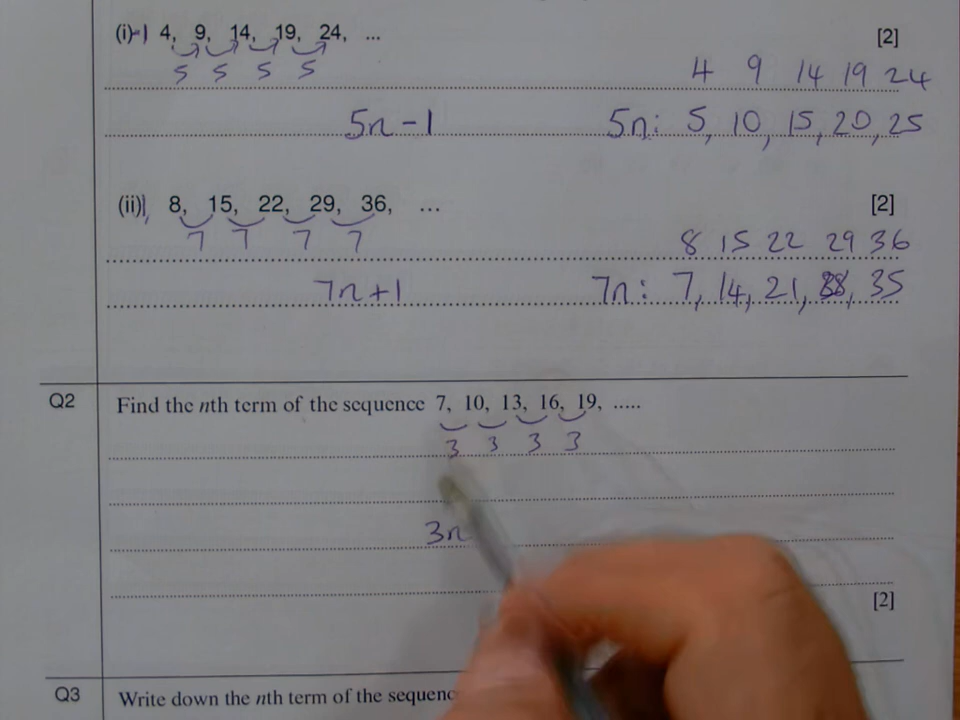 (i)-1 4, 9, 14, 19, 24, ... [2]
5 5 5 5
4 9 14 19 24
5n-1 5n: 5, 10, 15, 20, 25
(ii)1, 8, 15, 22, 29, 36, ... [2]
7 7 7 7
8 15 22 29 36
7n+1 7n: 7, 14, 21, 28, 35
Q2 Find the nth term of the sequence 7, 10, 13, 16, 19, .....
3 3 3 3
3n
[2]
Q3 Write down the nth term of the sequenc